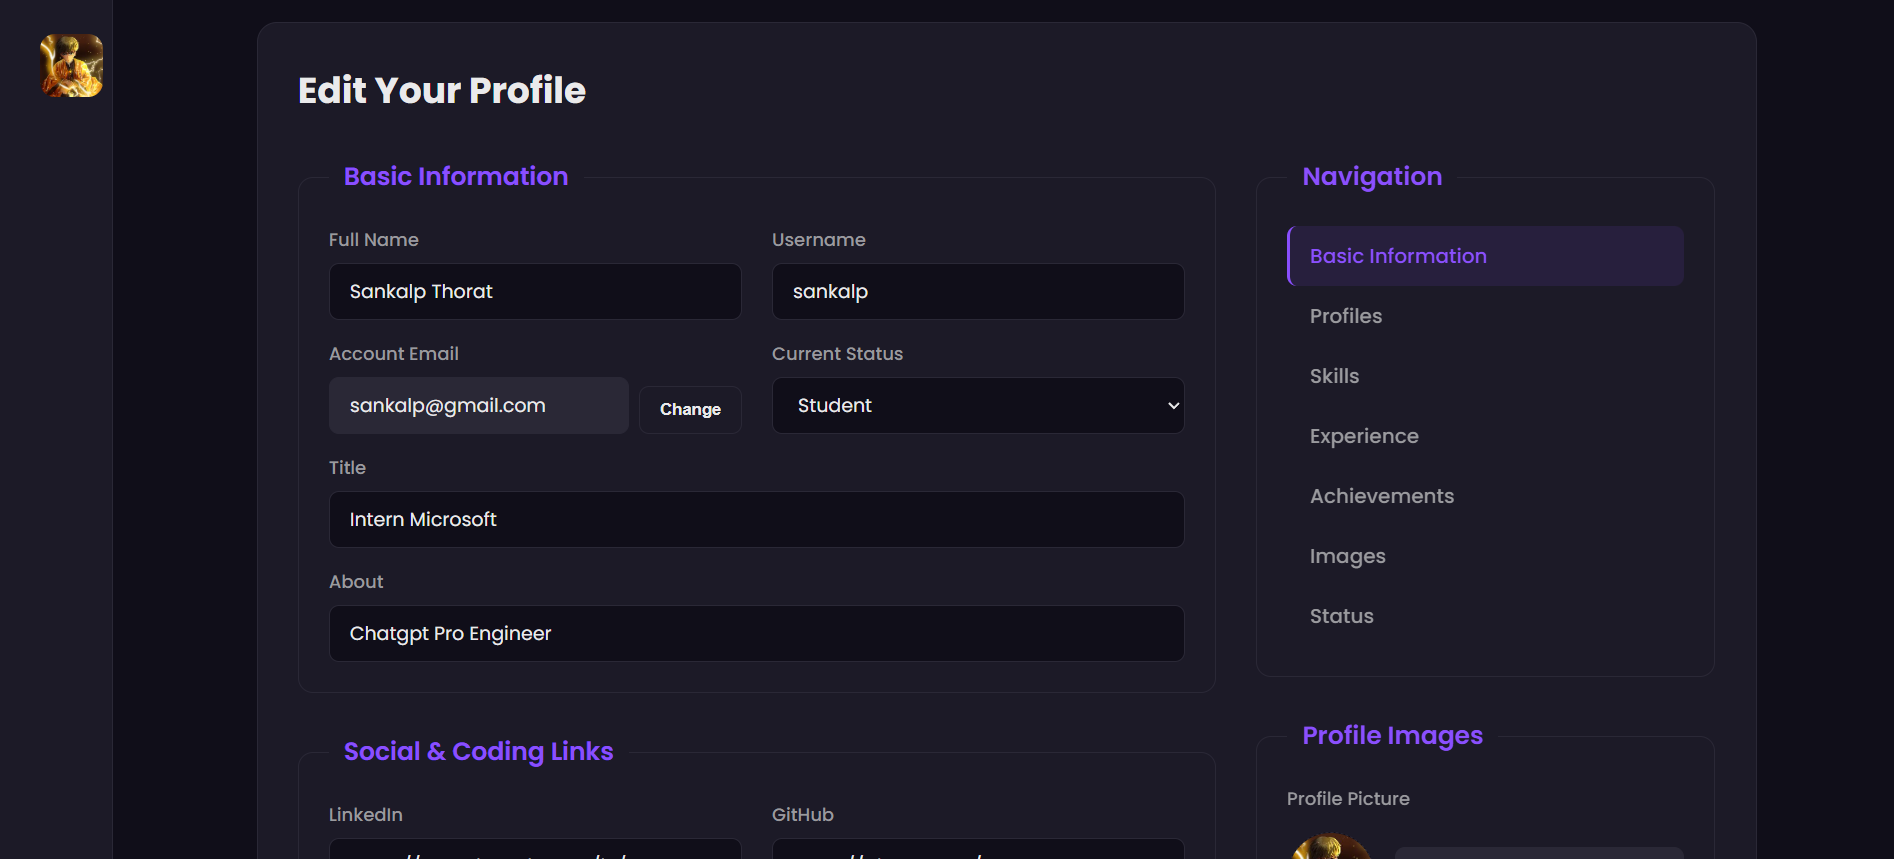 Edit Your Profile
Basic Information
Full Name
Username
Sankalp Thorat
sankalp
Account Email
Current Status
sankalp@gmail.com
Change
Student
Title
Intern Microsoft
About
Chatgpt Pro Engineer
Social & Coding Links
LinkedIn
GitHub
Navigation
Basic Information
Profiles
Skills
Experience
Achievements
Images
Status
Profile Images
Profile Picture